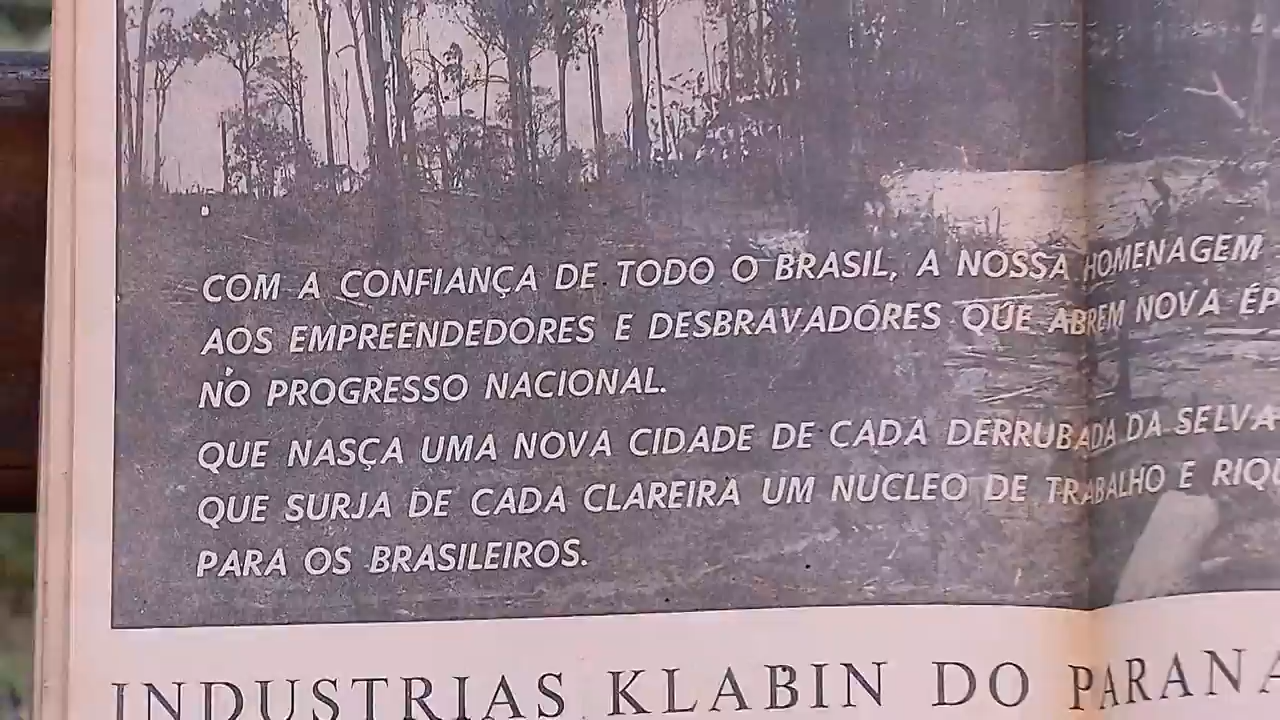 COM A CONFIANÇA DE TODO O BRASIL, A NOSSA HOMENAGEM
AOS EMPREENDEDORES E DESBRAVADORES QUE ABREM NOVA
NO PROGRESSO NACIONAL.
QUE NASÇA UMA NOVA CIDADE DE CADA DERRUBADA DA SELVA
QUE SURJA DE CADA CLAREIRA UM NUCLEO DE TRABALHO E
PARA OS BRASILEIROS.
INDUSTRIAS KLABIN DO PARANA